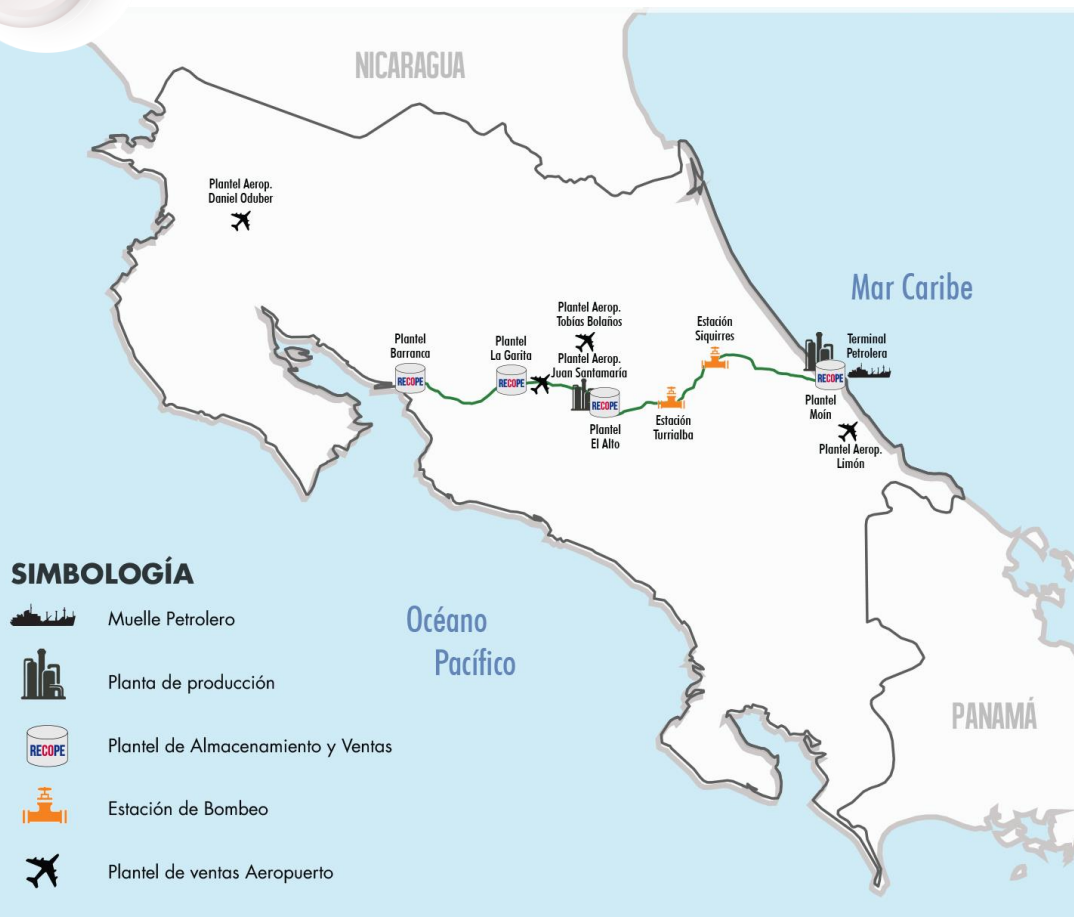 NICARAGUA
Plantel Aerop.
Daniel Oduber
Mar Caribe
Plantel Aerop.
Tobías Bolaños
Estación
Siquirres
Terminal
Petrolera
Plantel
Barranca
RECOPE
Plantel
La Garita
RECOPE
Plantel Aerop.
Juan Santamaría
RECOPE
Plantel
El Alto
Estación
Turrialba
RECOPE
Plantel
Moín
Plantel Aerop.
Limón
Océano
Pacífico
PANAMÁ
SIMBOLOGÍA
Muelle Petrolero
Planta de producción
RECOPE
Plantel de Almacenamiento y Ventas
Estación de Bombeo
Plantel de ventas Aeropuerto